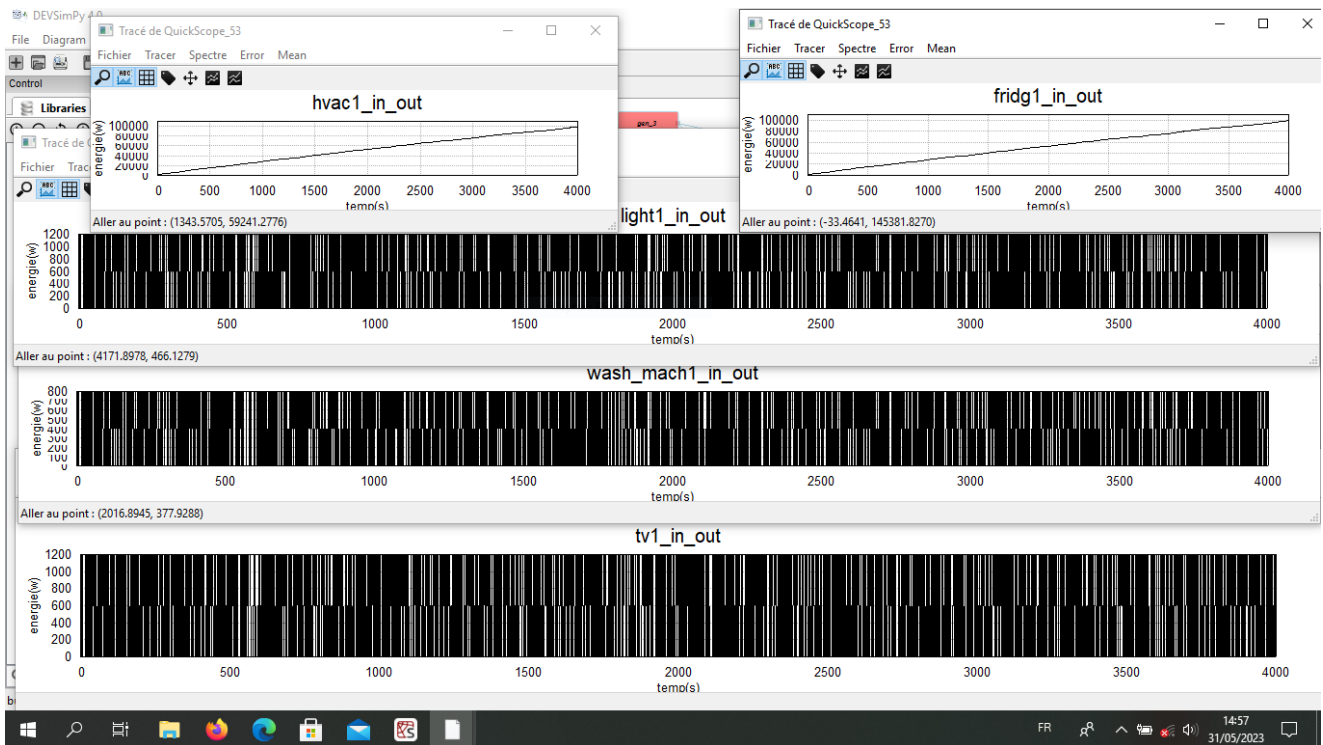 DEVSimPy 4.0
File Diagram
Control
Libraries
gen_3
Tracé de QuickScope_53
Fichier Tracer Spectre Error Mean
hvac1_in_out
energie(w)
100000
80000
60000
40000
20000
0
0 500 1000 1500 2000 2500 3000 3500 4000
temp(s)
Aller au point : (1343.5705, 59241.2776)
Tracé de QuickScope_53
Fichier Tracer Spectre Error Mean
fridg1_in_out
energie(w)
100000
80000
60000
40000
20000
0
0 500 1000 1500 2000 2500 3000 3500 4000
temp(s)
Aller au point : (-33.4641, 145381.8270)
Tracé de
Fichier Trac
light1_in_out
energie(w)
1200
1000
800
600
400
200
0
0 500 1000 1500 2000 2500 3000 3500 4000
temp(s)
Aller au point : (4171.8978, 466.1279)
wash_mach1_in_out
energie(w)
800
700
600
500
400
300
200
100
0
0 500 1000 1500 2000 2500 3000 3500 4000
temp(s)
Aller au point : (2016.8945, 377.9288)
tv1_in_out
energie(w)
1200
1000
800
600
400
200
0
0 500 1000 1500 2000 2500 3000 3500 4000
temp(s)
FR
14:57
31/05/2023